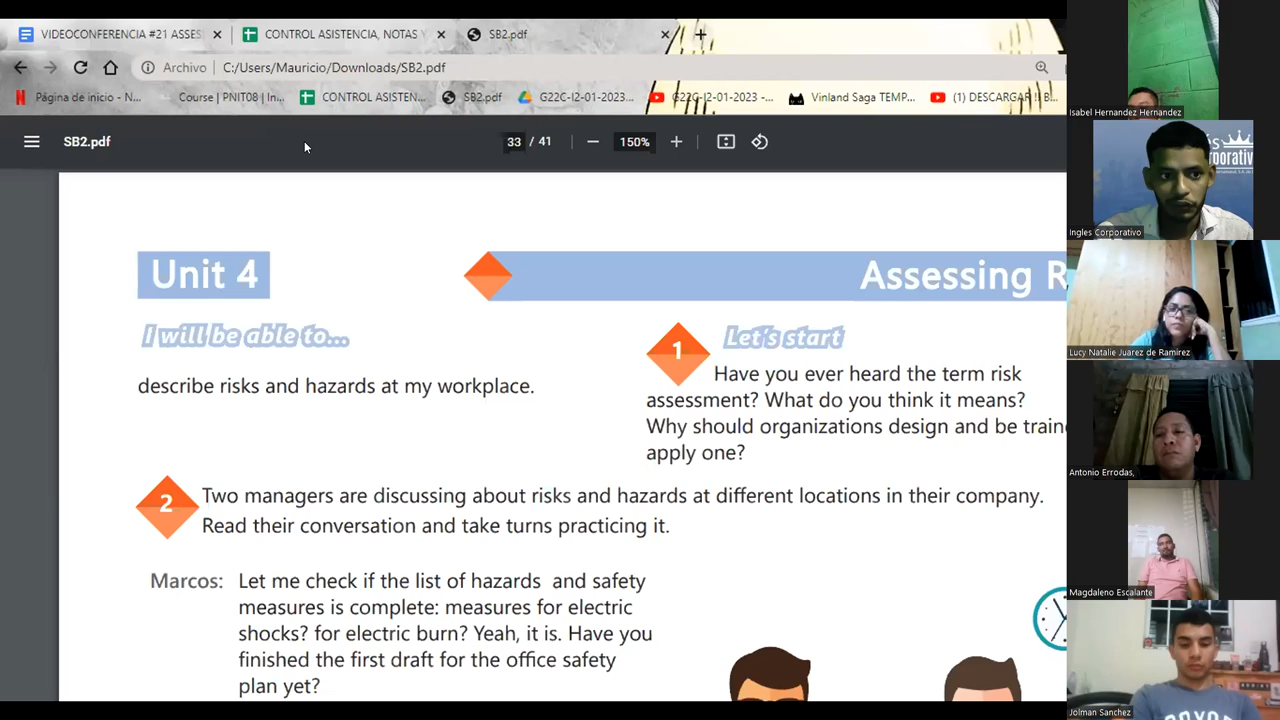 VIDEOCONFERENCIA #21 ASSES
CONTROL ASISTENCIA, NOTAS Y
SB2.pdf
Archivo
C:/Users/Mauricio/Downloads/SB2.pdf
Página de inicio - N...
Course | PNIT08 | In...
CONTROL ASISTEN...
SB2.pdf
G22C-I2-01-2023...
G22C-I2-01-2023 -...
Vinland Saga TEMP...
(1) DESCARGAR !! B...
SB2.pdf
33 / 41
150%
Unit 4
Assessing R
I will be able to...
describe risks and hazards at my workplace.
1
Let's start
Have you ever heard the term risk
assessment? What do you think it means?
Why should organizations design and be traine
apply one?
2
Two managers are discussing about risks and hazards at different locations in their company.
Read their conversation and take turns practicing it.
Marcos:
Let me check if the list of hazards and safety
measures is complete: measures for electric
shocks? for electric burn? Yeah, it is. Have you
finished the first draft for the office safety
plan yet?
Isabel Hernandez Hernandez
Ingles Corporativo
Lucy Natalie Juarez de Ramirez
Antonio Errodas,
Magdaleno Escalante
Jolman Sanchez